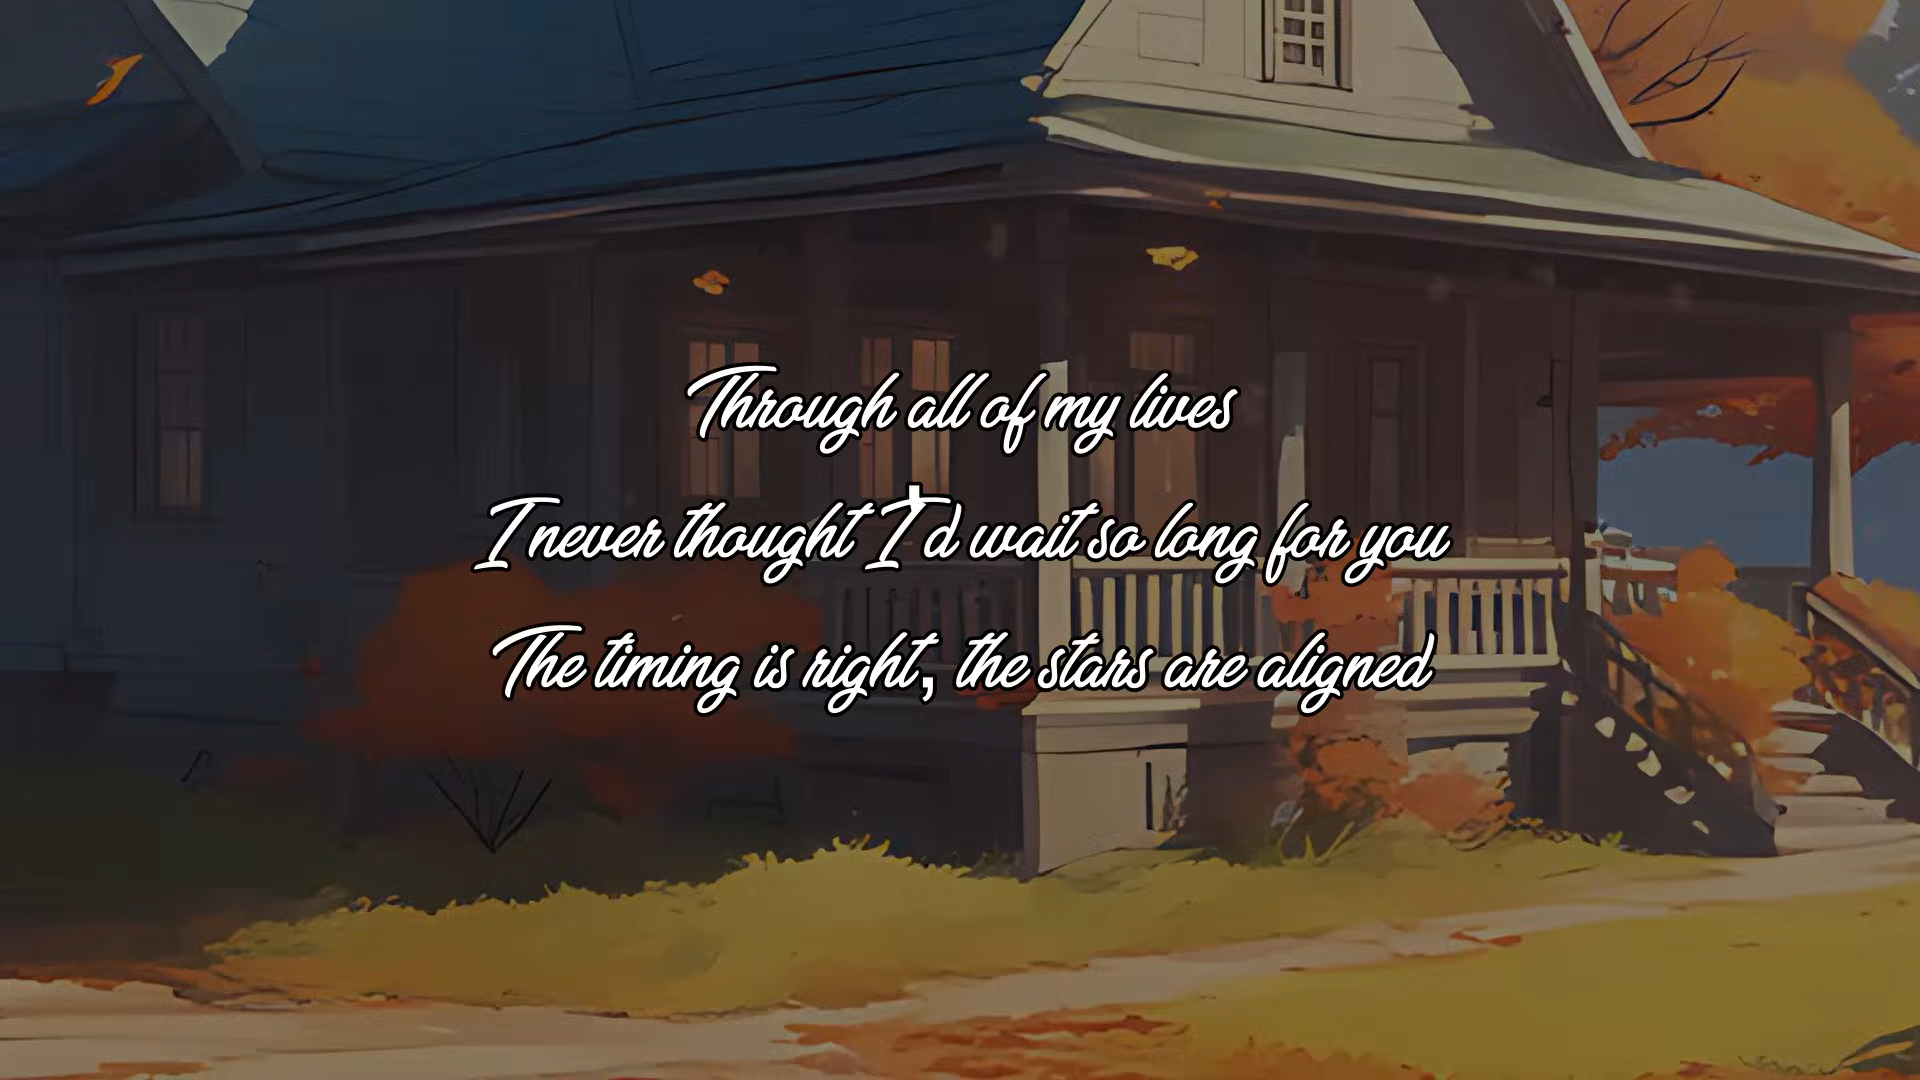 Through all of my lives
I never thought I'd wait so long for you
The timing is right, the stars are aligned